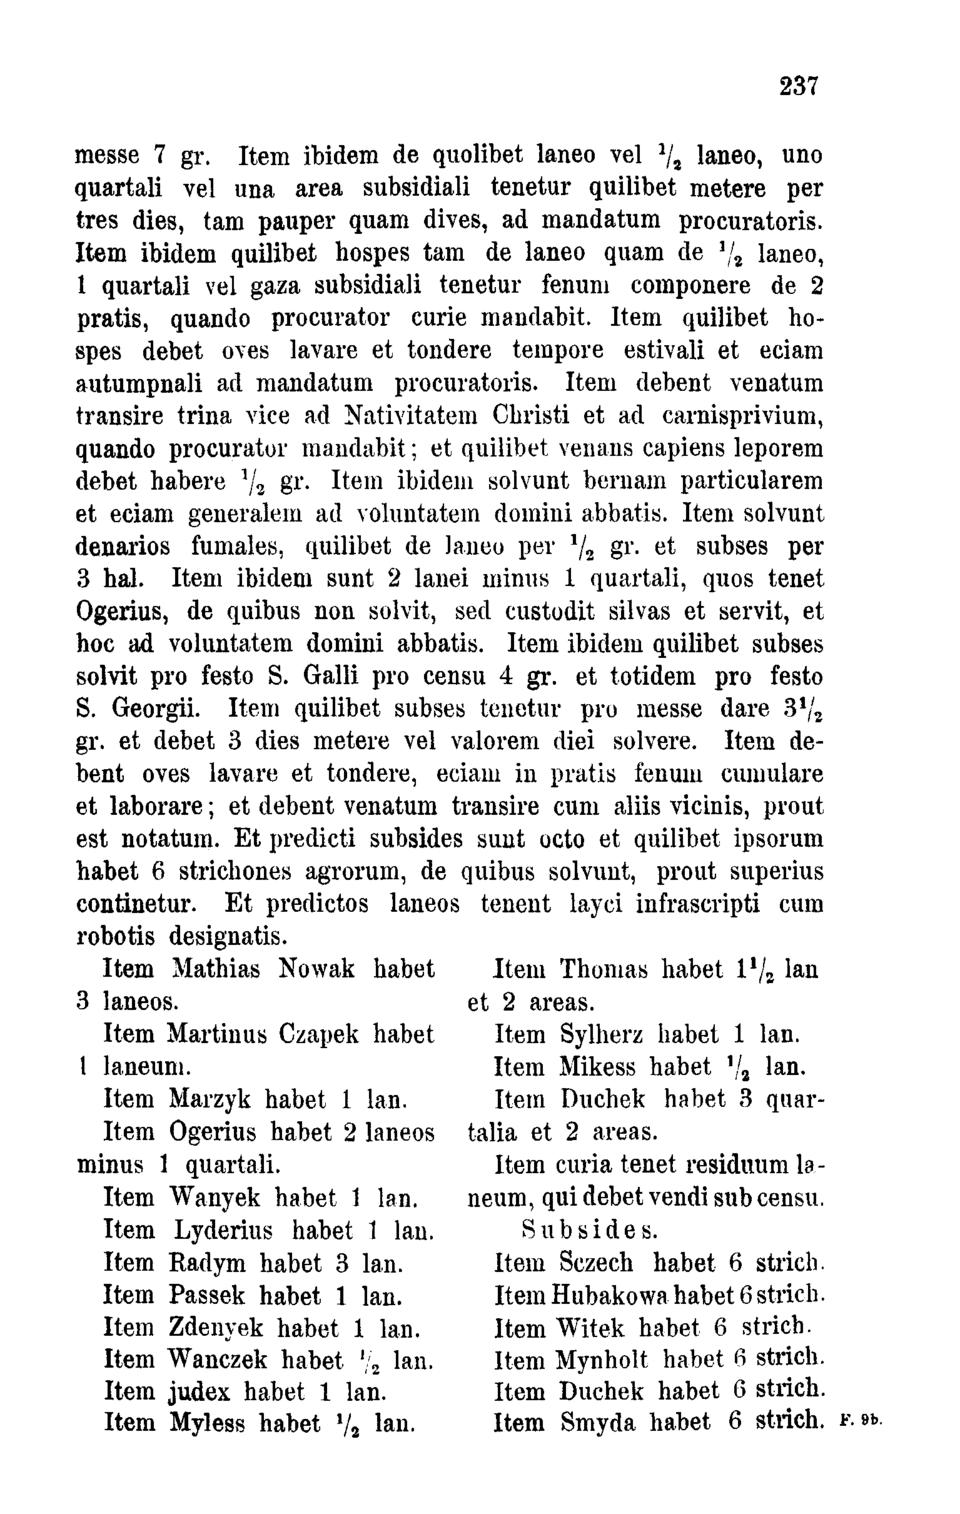 237
messe 7 gr. Item ibidem de quolibet laneo vel 1/2 laneo, uno
quartali vel una area subsidiali tenetur quilibet metere per
tres dies, tam pauper quam dives, ad mandatum procuratoris.
Item ibidem quilibet hospes tam de laneo quam de 1/2 laneo,
1 quartali vel gaza subsidiali tenetur fenum componere de 2
pratis, quando procurator curie mandabit. Item quilibet ho-
spes debet oves lavare et tondere tempore estivali et eciam
autumpnali ad mandatum procuratoris. Item debent venatum
transire trina vice ad Nativitatem Christi et ad carnisprivium,
quando procurator mandabit; et quilibet venans capiens leporem
debet habere 1/2 gr. Item ibidem solvunt bernam particularem
et eciam generalem ad voluntatem domini abbatis. Item solvunt
denarios fumales, quilibet de laneo per 1/2 gr. et subses per
3 hal. Item ibidem sunt 2 lanei minus 1 quartali, quos tenet
Ogerius, de quibus non solvit, sed custodit silvas et servit, et
hoc ad voluntatem domini abbatis. Item ibidem quilibet subses
solvit pro festo S. Galli pro censu 4 gr. et totidem pro festo
S. Georgii. Item quilibet subses tenetur pro messe dare 3 1/2
gr. et debet 3 dies metere vel valorem diei solvere. Item de-
bent oves lavare et tondere, eciam in pratis fenum cumulare
et laborare; et debent venatum transire cum aliis vicinis, prout
est notatum. Et predicti subsides sunt octo et quilibet ipsorum
habet 6 strichones agrorum, de quibus solvunt, prout superius
continetur. Et predictos laneos tenent layci infrascripti cum
robotis designatis.
Item Mathias Nowak habet
3 laneos.
Item Martinus Czapek habet
1 laneum.
Item Marzyk habet 1 lan.
Item Ogerius habet 2 laneos
minus 1 quartali.
Item Wanyek habet 1 lan.
Item Lyderius habet 1 lan.
Item Radym habet 3 lan.
Item Passek habet 1 lan.
Item Zdenyek habet 1 lan.
Item Wanczek habet 1/2 lan.
Item judex habet 1 lan.
Item Myless habet 1/2 lan.
Item Thomas habet 1 1/2 lan
et 2 areas.
Item Sylherz habet 1 lan.
Item Mikess habet 1/2 lan.
Item Duchek habet 3 quar-
talia et 2 areas.
Item curia tenet residuum la-
neum, qui debet vendi sub censu.
Subsides.
Item Sczech habet 6 strich.
Item Hubakowa habet 6 strich.
Item Witek habet 6 strich.
Item Mynholt habet 6 strich.
Item Duchek habet 6 strich.
Item Smyda habet 6 strich. F. 9b.